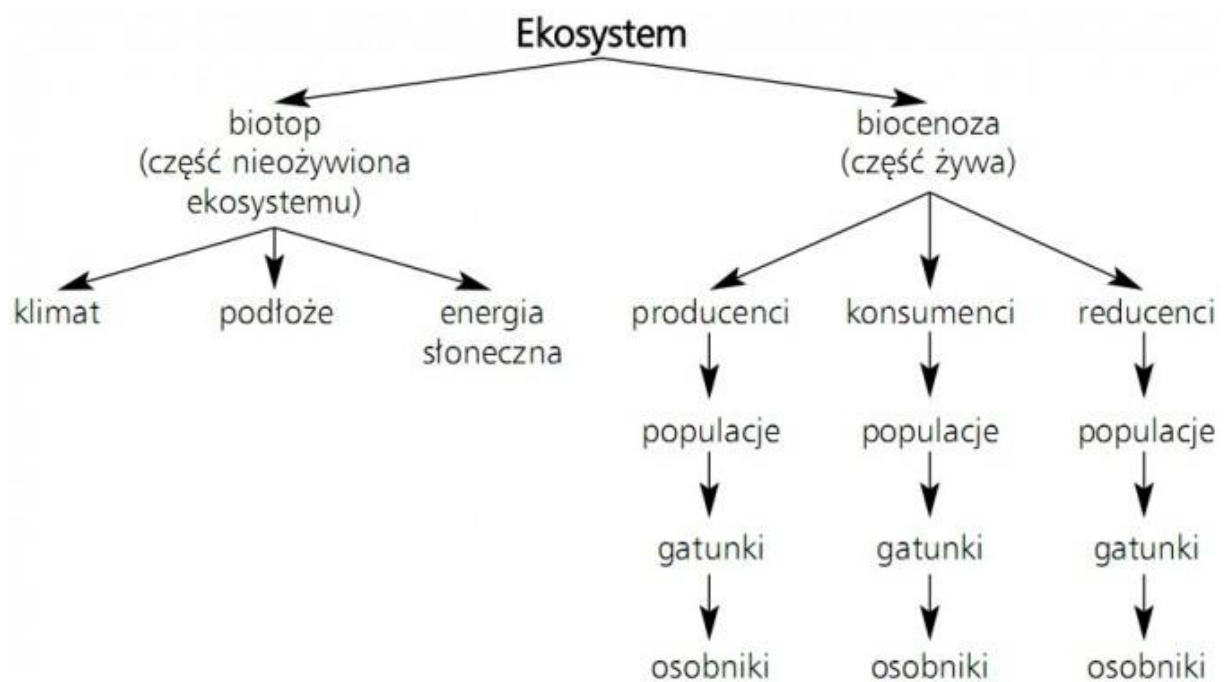 Ekosystem
biotop
(część nieożywiona
ekosystemu)
biocenoza
(część żywa)
klimat
podłoże
energia
słoneczna
producenci
konsumenci
reducenci
populacje
populacje
populacje
gatunki
gatunki
gatunki
osobniki
osobniki
osobniki